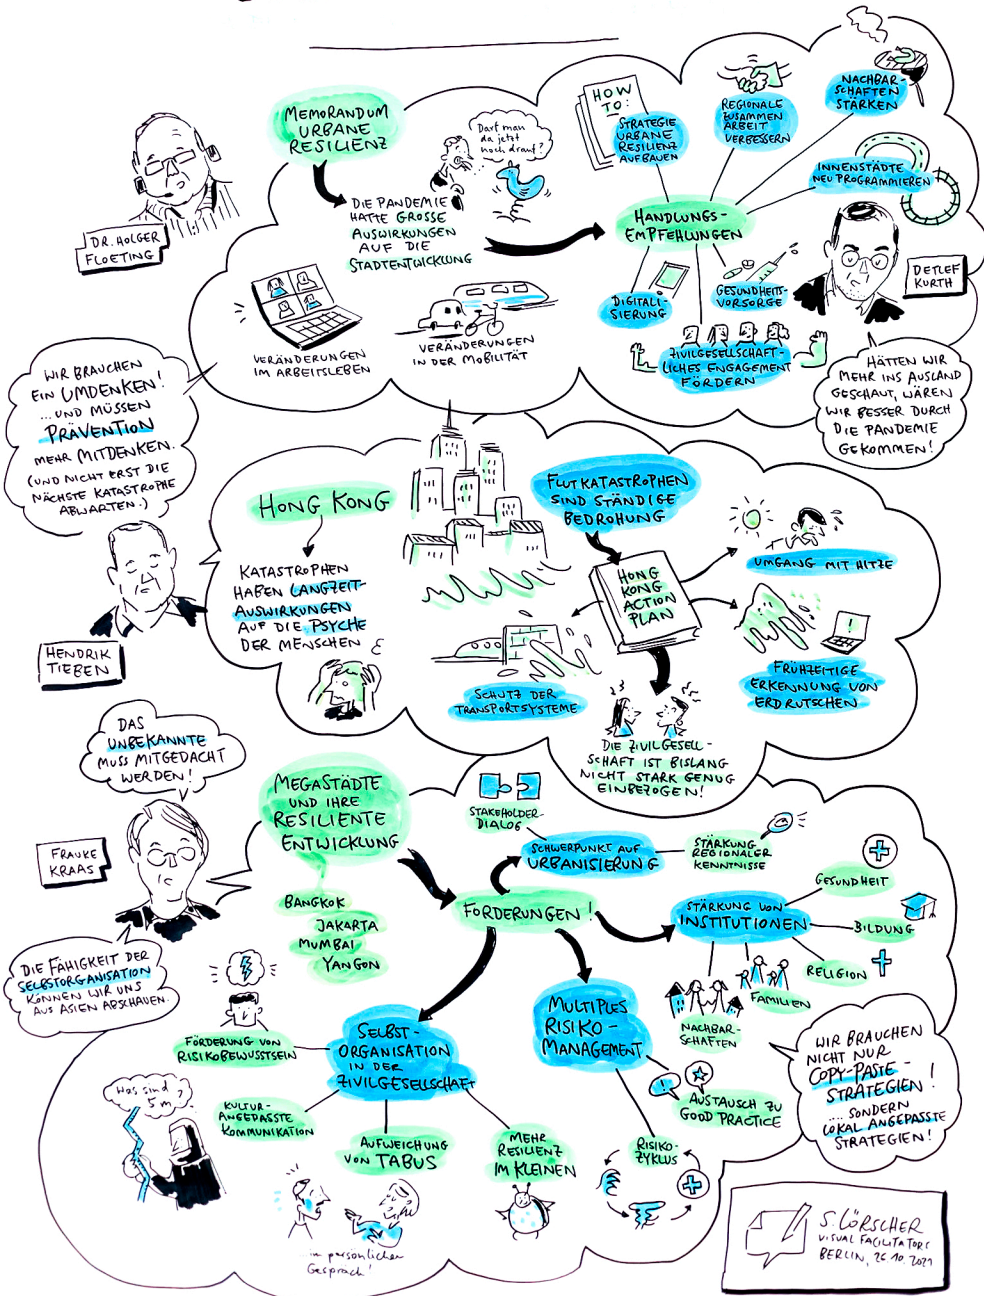 MEMORANDUM
URBANE
RESILIENZ
DR. HOLGER
FLOETING
DIE PANDEMIE
HATTE GROSSE
AUSWIRKUNGEN
AUF DIE
STADTENTWICKLUNG
Darf man
da jetzt
noch drauf?
VERÄNDERUNGEN
IM ARBEITSLEBEN
VERÄNDERUNGEN
IN DER MOBILITÄT
HANDLUNGS-
EMPFEHLUNGEN
HOW
TO:
STRATEGIE
URBANE
RESILIENZ
AUFBAUEN
REGIONALE
ZUSAMMEN
ARBEIT
VERBESSERN
NACHBAR-
SCHAFTEN
STÄRKEN
INNENSTÄDTE
NEU PROGRAMMIEREN
DIGITALI-
SIERUNG
GESUNDHEITS-
VORSORGE
ZIVILGESELLSCHAFT-
LICHES ENGAGEMENT
FÖRDERN
DETLEF
KURTH
HÄTTEN WIR
MEHR INS AUSLAND
GESCHAUT, WÄREN
WIR BESSER DURCH
DIE PANDEMIE
GEKOMMEN!
WIR BRAUCHEN
EIN UMDENKEN!
...UND MÜSSEN
PRÄVENTION
MEHR MITDENKEN.
(UND NICHT ERST DIE
NÄCHSTE KATASTROPHE
ABWARTEN.)
HENDRIK
TIEBEN
HONG KONG
KATASTROPHEN
HABEN LANGZEIT-
AUSWIRKUNGEN
AUF DIE PSYCHE
DER MENSCHEN
FLUTKATASTROPHEN
SIND STÄNDIGE
BEDROHUNG
HONG
KONG
ACTION
PLAN
UMGANG MIT HITZE
!
FRÜHZEITIGE
ERKENNUNG VON
ERDRUTSCHEN
SCHUTZ DER
TRANSPORTSYSTEME
DIE ZIVILGESELL-
SCHAFT IST BISLANG
NICHT STARK GENUG
EINBEZOGEN!
DAS
UNBEKANNTE
MUSS MITGEDACHT
WERDEN!
FRAUKE
KRAAS
DIE FÄHIGKEIT DER
SELBSTORGANISATION
KÖNNEN WIR UNS
AUS ASIEN ABSCHAUEN.
MEGASTÄDTE
UND IHRE
RESILIENTE
ENTWICKLUNG
BANGKOK
JAKARTA
MUMBAI
YANGON
FORDERUNGEN!
STAKEHOLDER-
DIALOG
SCHWERPUNKT AUF
URBANISIERUNG
STÄRKUNG
REGIONALER
KENNTNISSE
STÄRKUNG VON
INSTITUTIONEN
GESUNDHEIT
BILDUNG
RELIGION
FAMILIEN
NACHBAR-
SCHAFTEN
MULTIPLES
RISIKO-
MANAGEMENT
!
AUSTAUSCH ZU
GOOD PRACTICE
RISIKO-
ZYKLUS
SELBST-
ORGANISATION
IN DER
ZIVILGESELLSCHAFT
FÖRDERUNG VON
RISIKOBEWUSSTSEIN
KULTUR-
ANGEPASSTE
KOMMUNIKATION
Was sind
5 m?
AUFWEICHUNG
VON TABUS
...im persönlichen
Gespräch!
MEHR
RESILIENZ
IM KLEINEN
WIR BRAUCHEN
NICHT NUR
COPY-PASTE
STRATEGIEN!
.... SONDERN
LOKAL ANGEPASSTE
STRATEGIEN!
S. LÖRSCHER
VISUAL FACILITATORS
BERLIN, 26.10.2021